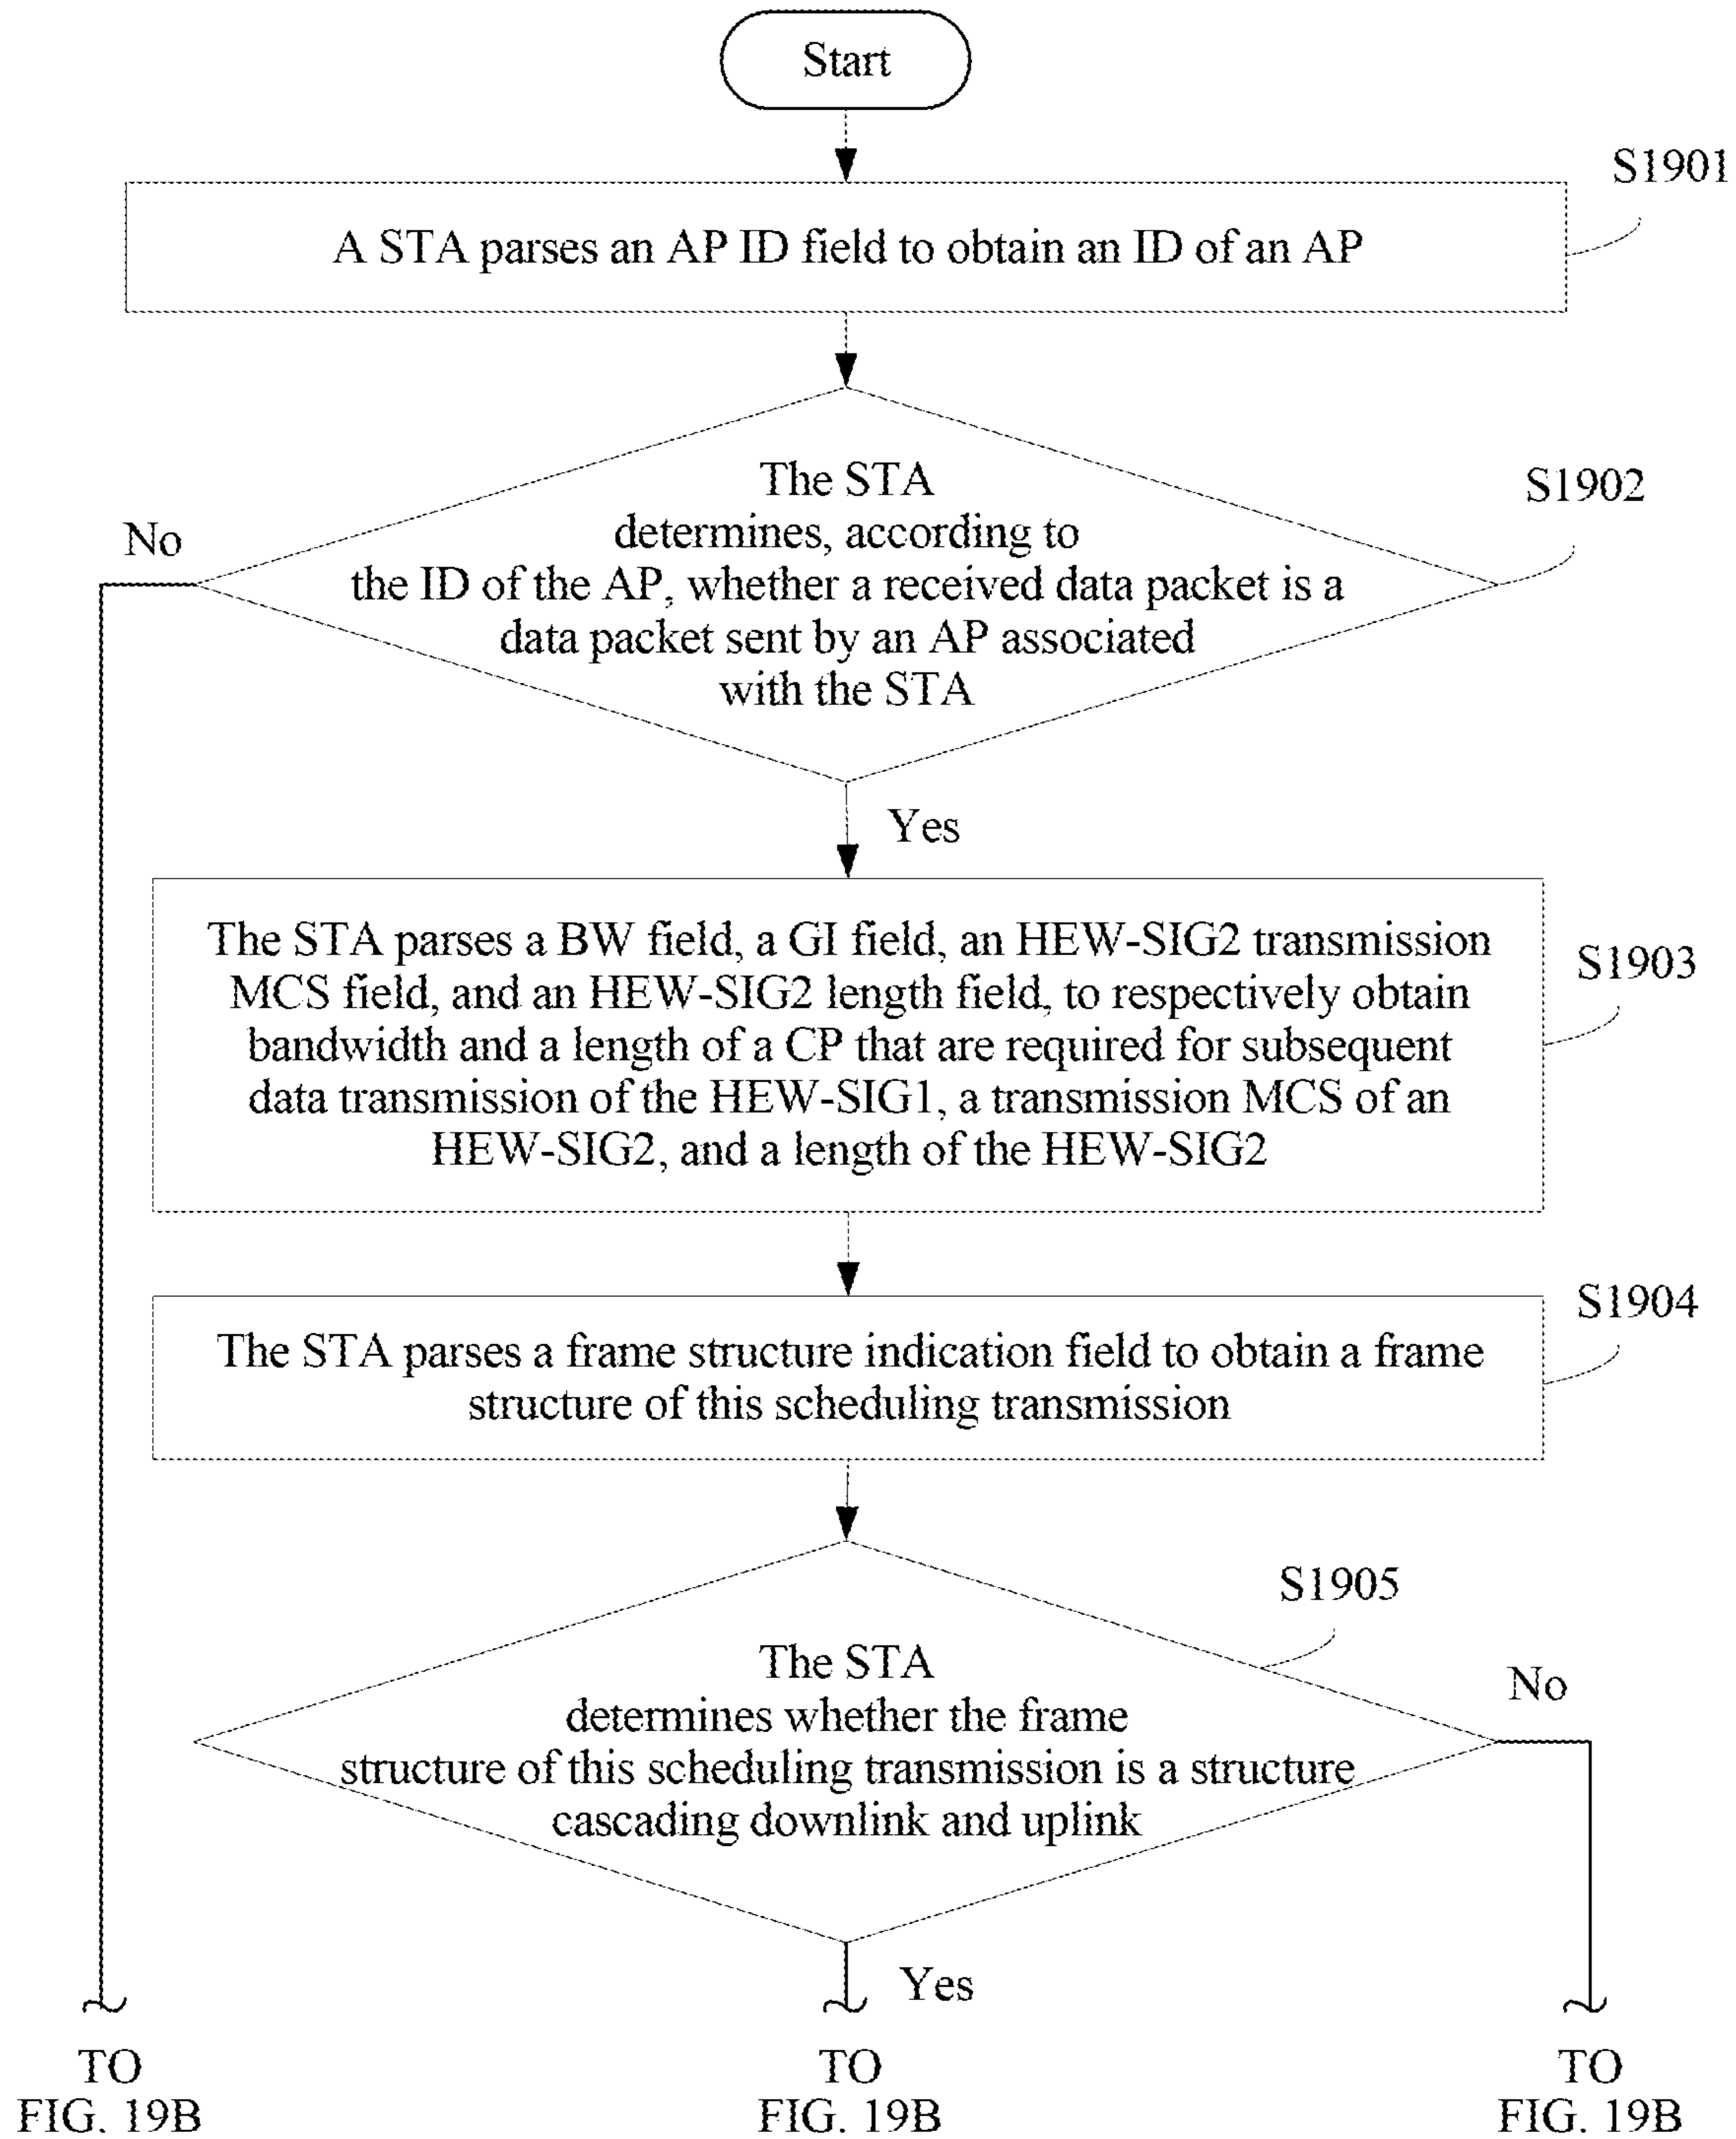 Start
S1901
A STA parses an AP ID field to obtain an ID of an AP
S1902
The STA
determines, according to
the ID of the AP, whether a received data packet is a
data packet sent by an AP associated
with the STA
No
Yes
S1903
The STA parses a BW field, a GI field, an HEW-SIG2 transmission
MCS field, and an HEW-SIG2 length field, to respectively obtain
bandwidth and a length of a CP that are required for subsequent
data transmission of the HEW-SIG1, a transmission MCS of an
HEW-SIG2, and a length of the HEW-SIG2
S1904
The STA parses a frame structure indication field to obtain a frame
structure of this scheduling transmission
S1905
The STA
determines whether the frame
structure of this scheduling transmission is a structure
cascading downlink and uplink
No
Yes
TO
FIG. 19B
TO
FIG. 19B
TO
FIG. 19B